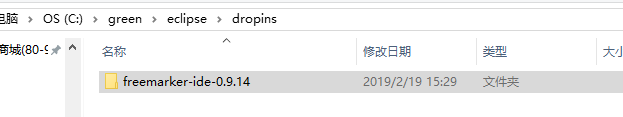 电脑 › OS (C:) › green › eclipse › dropins
商城(80-9
名称 修改日期 类型 大小
freemarker-ide-0.9.14 2019/2/19 15:29 文件夹